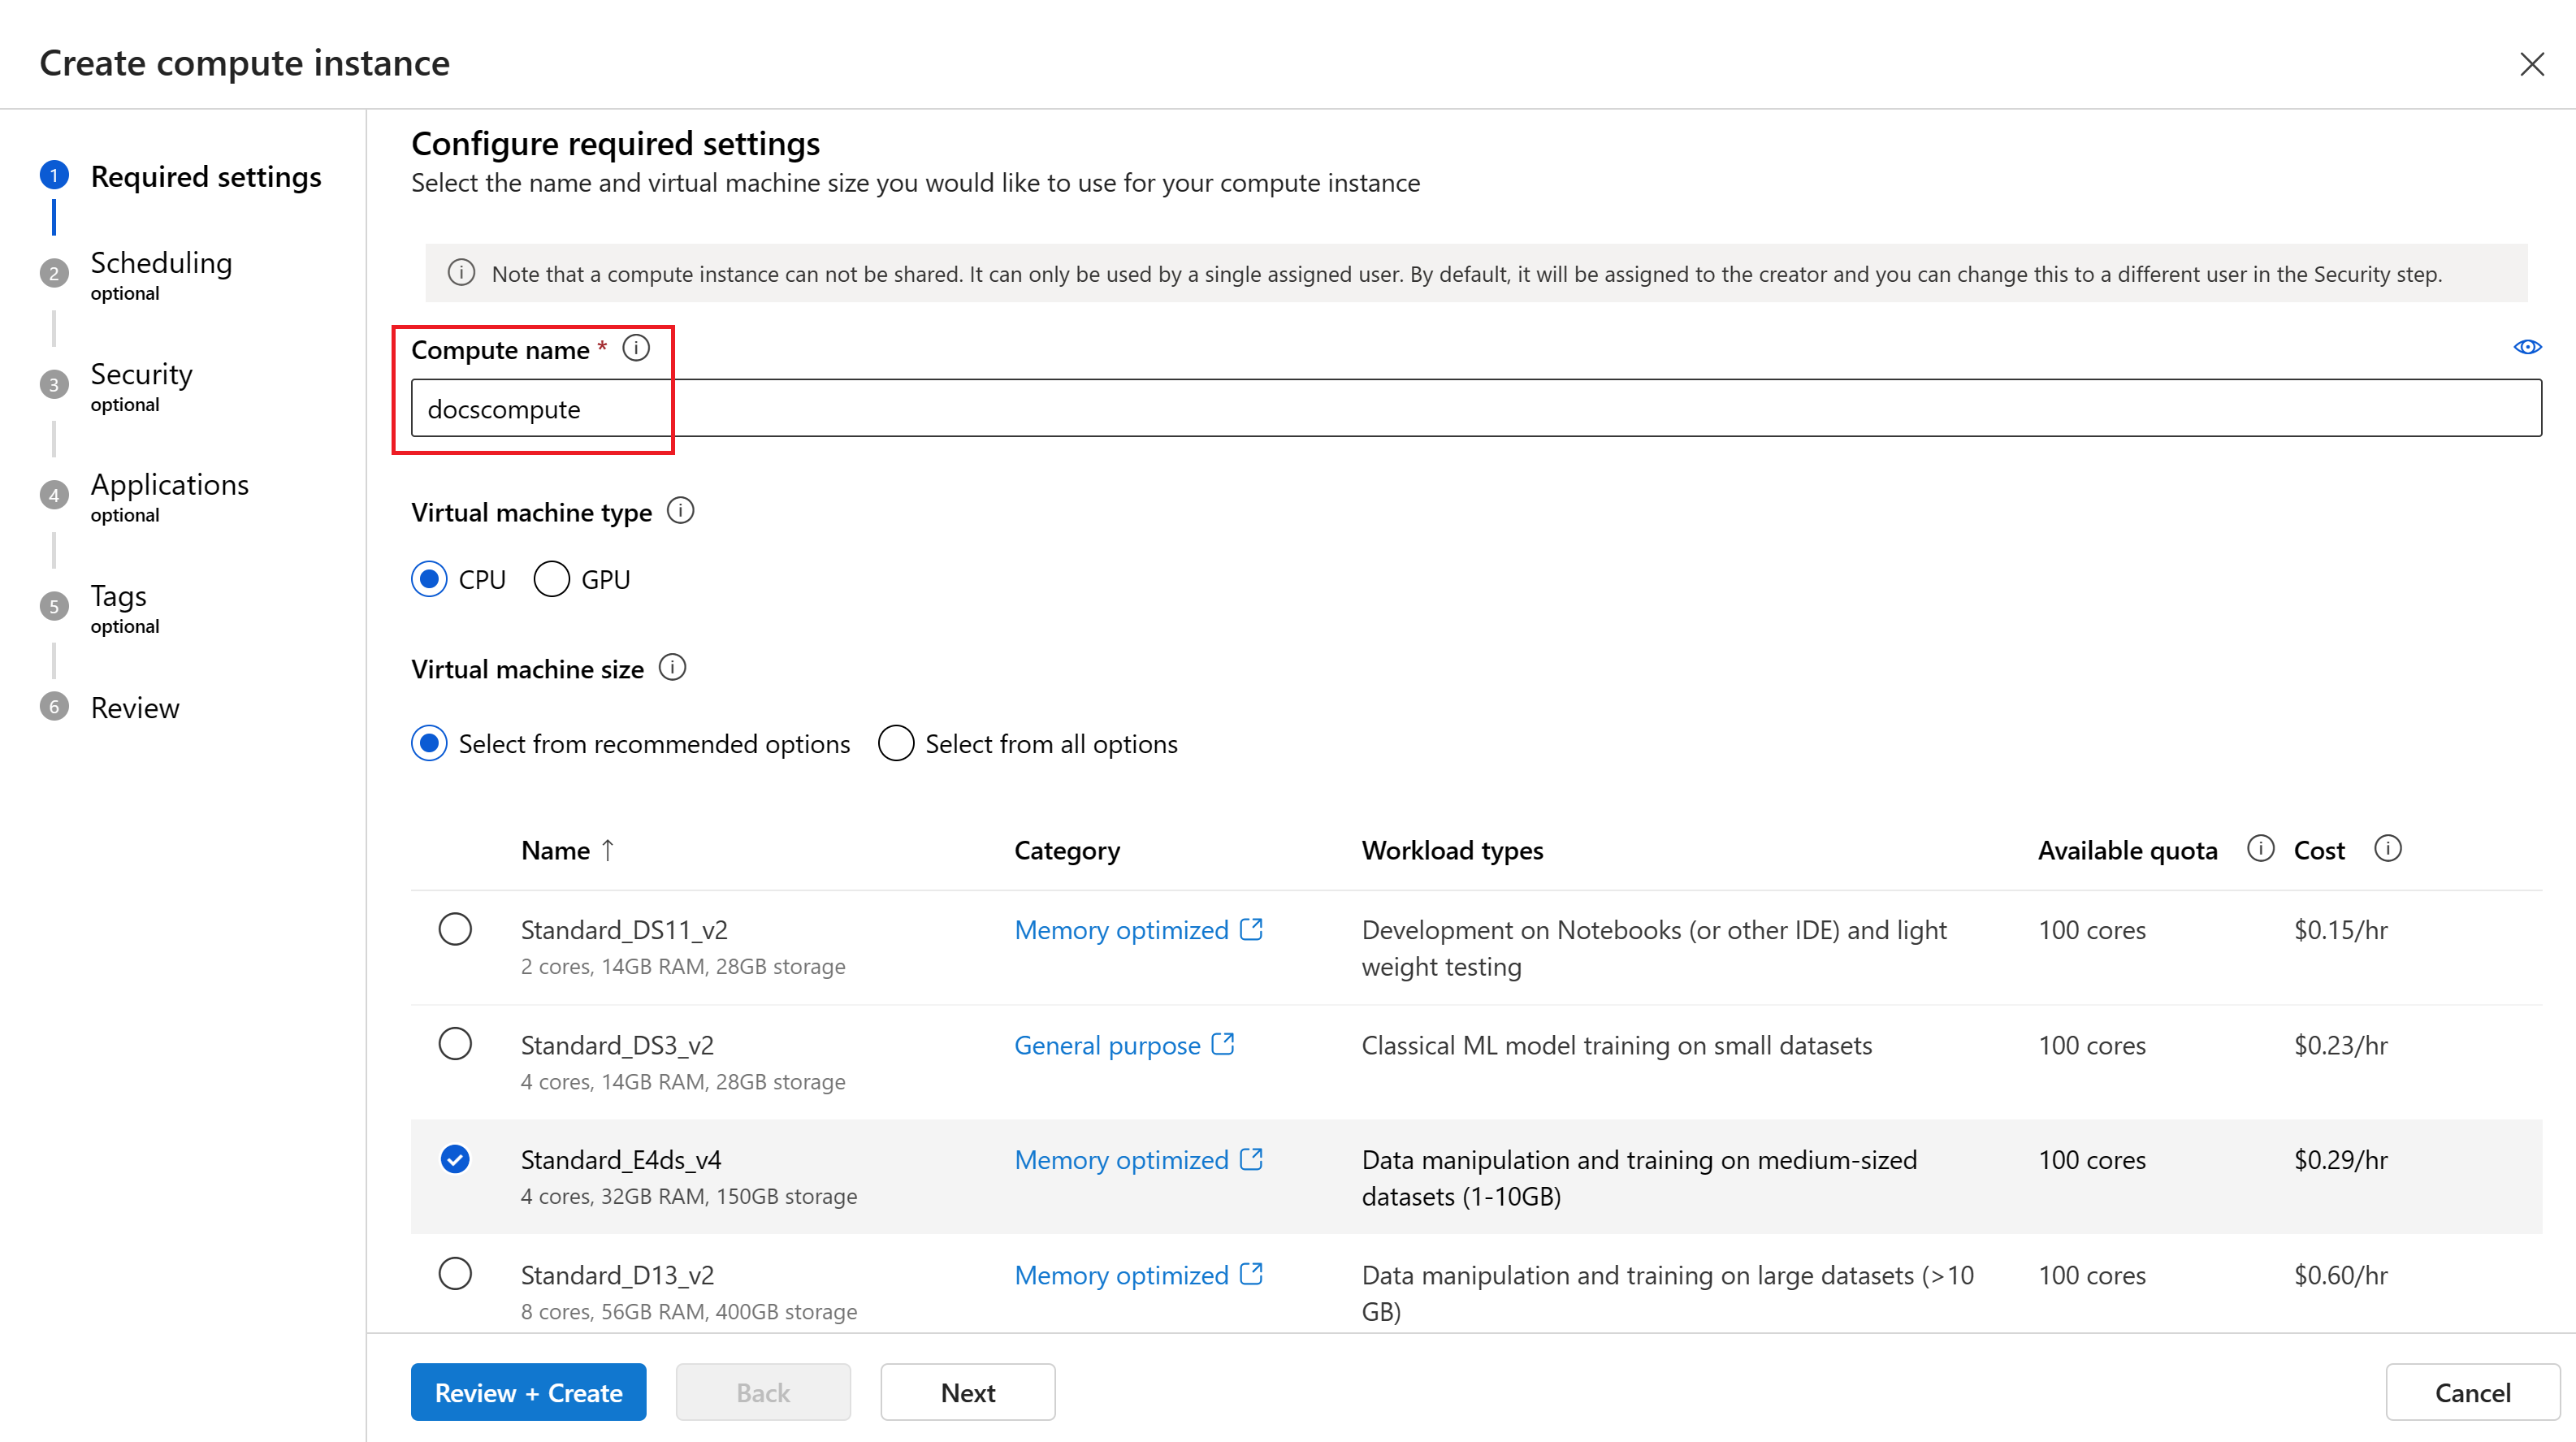 Create compute instance
1 Required settings
2 Scheduling
optional
3 Security
optional
4 Applications
optional
5 Tags
optional
6 Review
Configure required settings
Select the name and virtual machine size you would like to use for your compute instance
Note that a compute instance can not be shared. It can only be used by a single assigned user. By default, it will be assigned to the creator and you can change this to a different user in the Security step.
Compute name *
docscompute
Virtual machine type
CPU GPU
Virtual machine size
Select from recommended options Select from all options
Name ↑ Category Workload types Available quota Cost
Standard_DS11_v2 Memory optimized Development on Notebooks (or other IDE) and light 100 cores $0.15/hr
2 cores, 14GB RAM, 28GB storage weight testing
Standard_DS3_v2 General purpose Classical ML model training on small datasets 100 cores $0.23/hr
4 cores, 14GB RAM, 28GB storage
Standard_E4ds_v4 Memory optimized Data manipulation and training on medium-sized 100 cores $0.29/hr
4 cores, 32GB RAM, 150GB storage datasets (1-10GB)
Standard_D13_v2 Memory optimized Data manipulation and training on large datasets (>10 100 cores $0.60/hr
8 cores, 56GB RAM, 400GB storage GB)
Review + Create Back Next Cancel